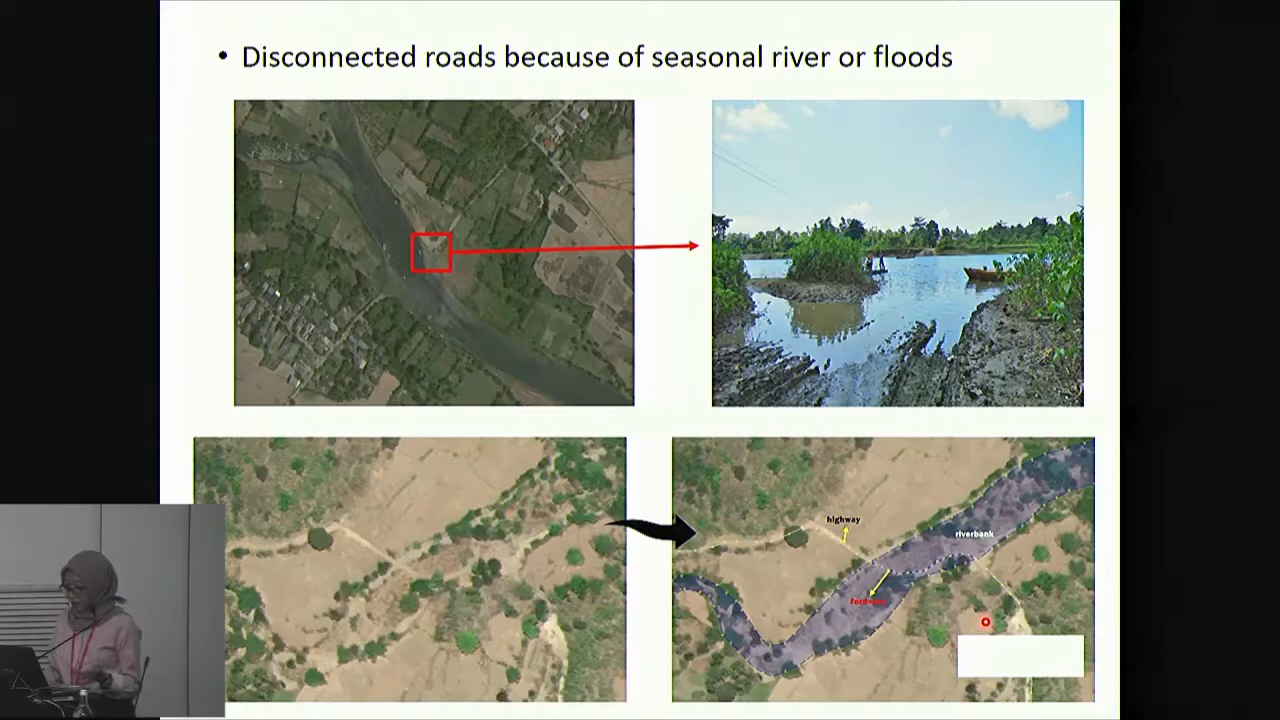 • Disconnected roads because of seasonal river or floods
highway
riverbank